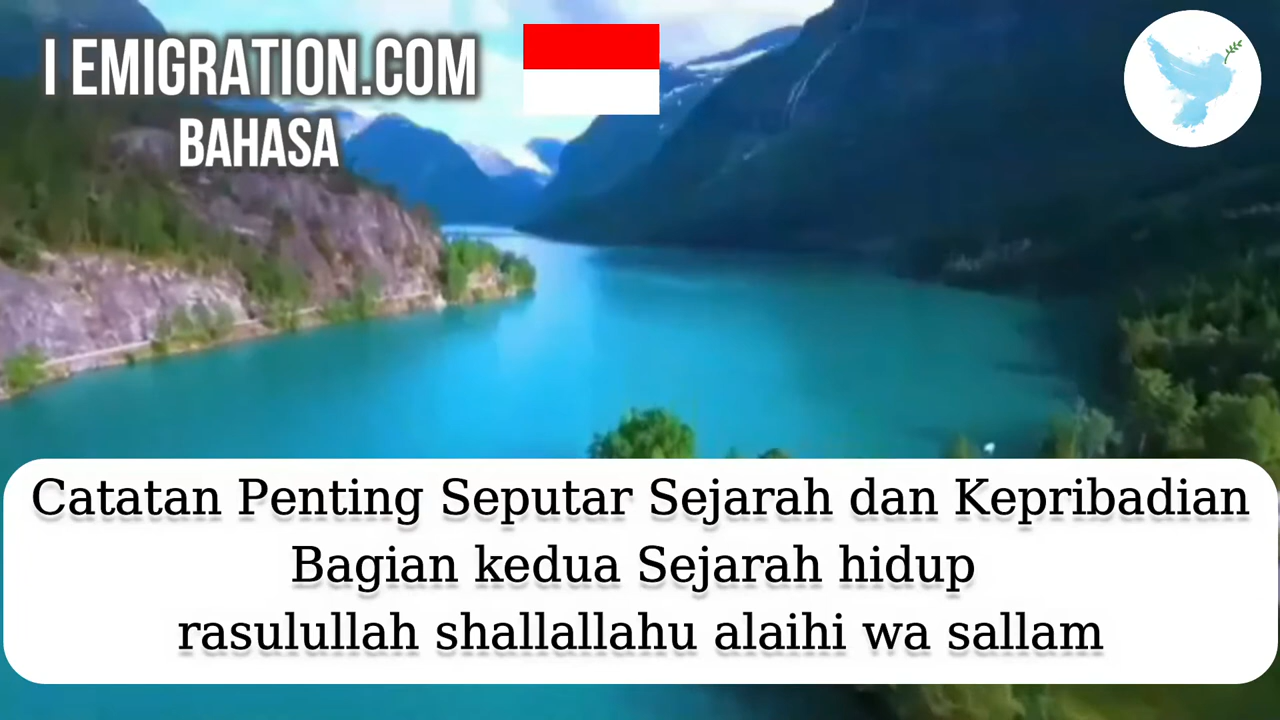 I EMIGRATION.COM
BAHASA
Catatan Penting Seputar Sejarah dan Kepribadian
Bagian kedua Sejarah hidup
rasulullah shallallahu alaihi wa sallam